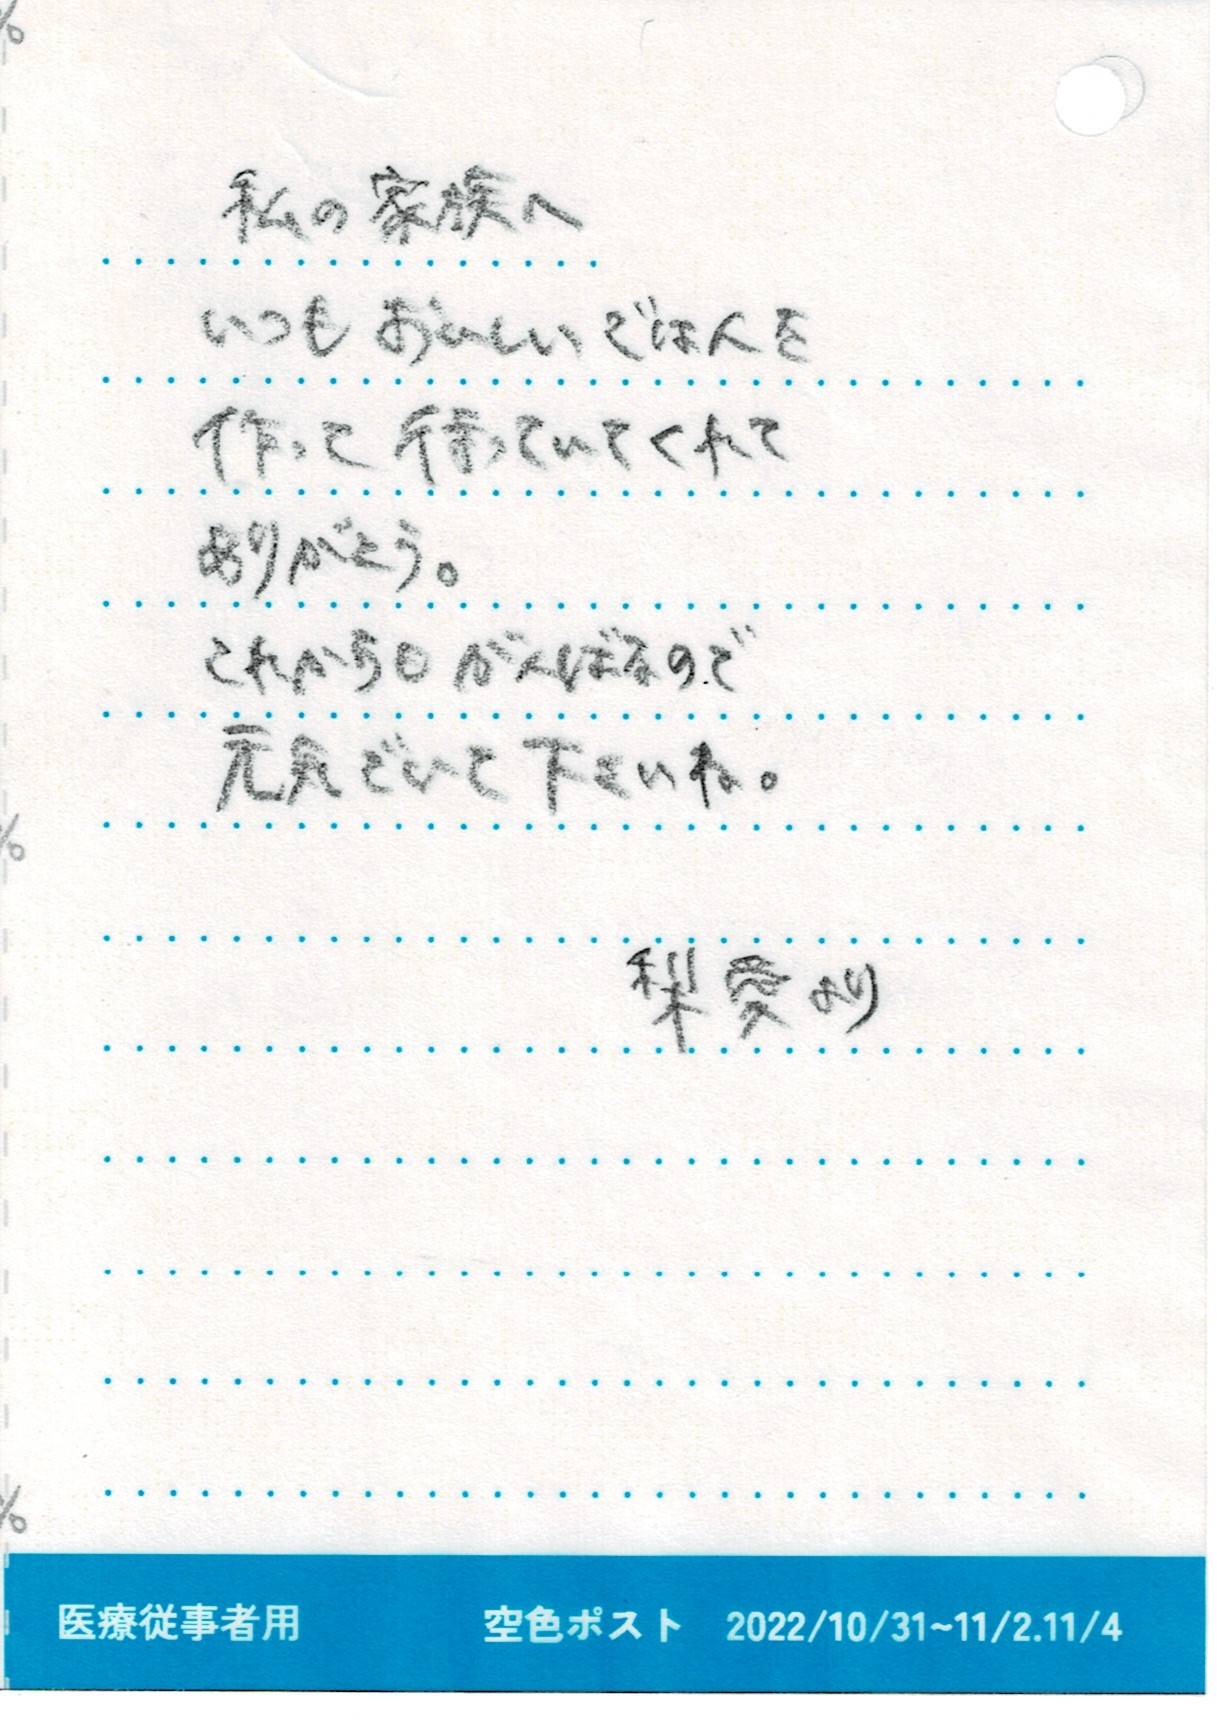 私の家族へ
いつもおいしいごはんを
作って待っていてくれて
ありがとう。
これからもがんばるので
元気でいて下さいね。
梨愛より
医療従事者用 空色ポスト 2022/10/31~11/2.11/4